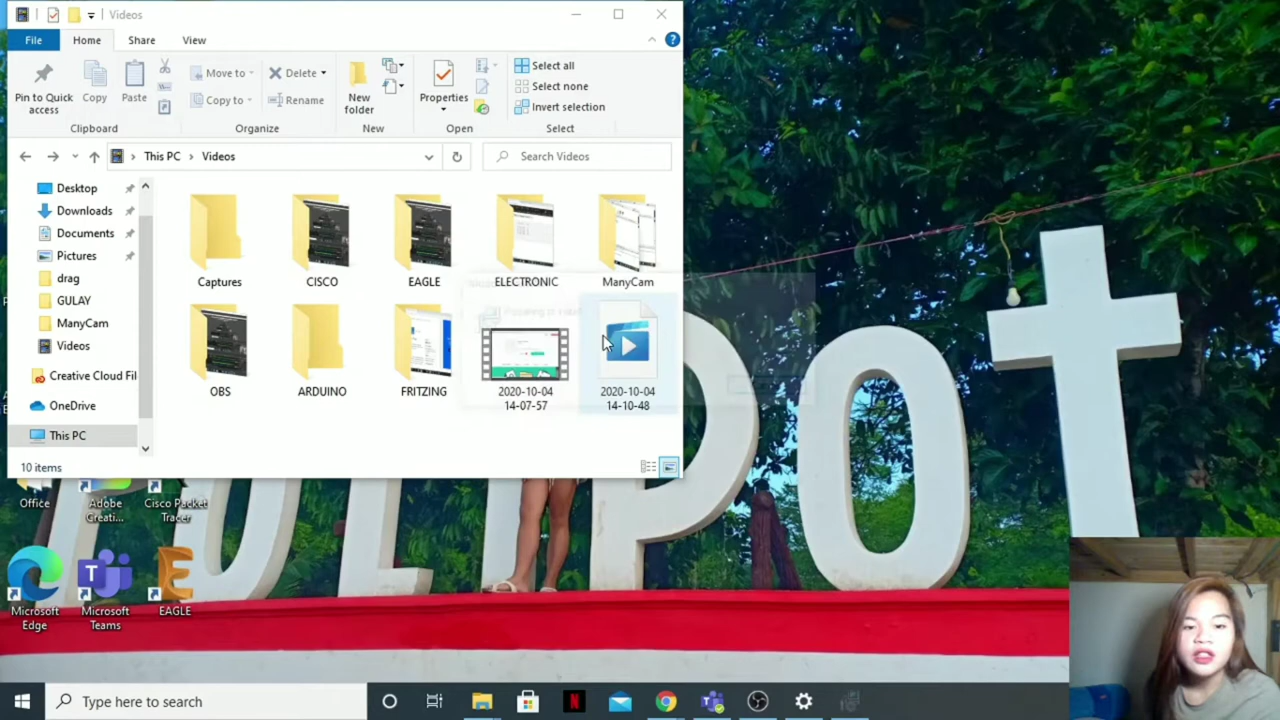 Videos
File
Home
Share
View
Pin to Quick access
Copy
Paste
Clipboard
Move to
Copy to
Delete
Rename
Organize
New folder
New
Properties
Open
Select all
Select none
Invert selection
Select
This PC
Videos
Search Videos
Desktop
Downloads
Documents
Pictures
drag
GULAY
ManyCam
Videos
Creative Cloud Fil
OneDrive
This PC
Captures
CISCO
EAGLE
ELECTRONIC
ManyCam
OBS
ARDUINO
FRITZING
2020-10-04
14-07-57
2020-10-04
14-10-48
10 items
Office
Adobe
Creati...
Cisco Packet
Tracer
Microsoft
Edge
Microsoft
Teams
EAGLE
Pot
Type here to search